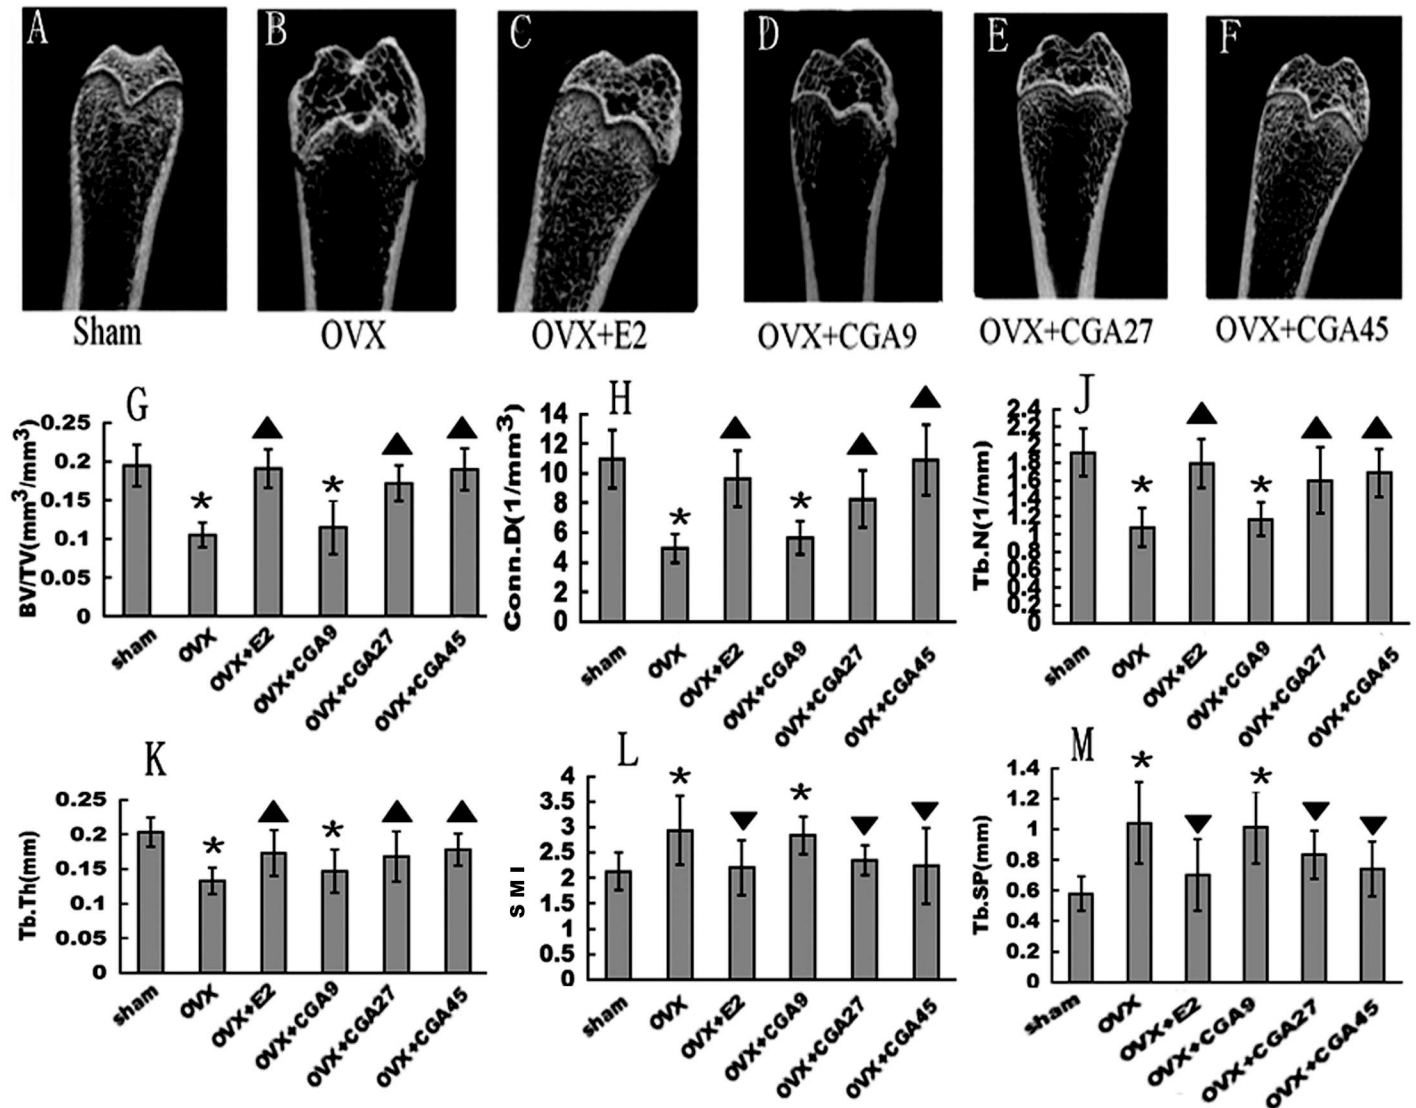 A B C D E F
Sham OVX OVX+E2 OVX+CGA9 OVX+CGA27 OVX+CGA45
G
BV/TV(mm³/mm³)
0.25
0.2
0.15
0.1
0.05
0
sham OVX OVX+E2 OVX+CGA9 OVX+CGA27 OVX+CGA45
* * 
H
Conn.D(1/mm³)
14
12
10
8
6
4
2
0
sham OVX OVX+E2 OVX+CGA9 OVX+CGA27 OVX+CGA45
* *
J
Tb.N(1/mm)
2.4
2.2
2
1.8
1.6
1.4
1.2
1
0.8
0.6
0.4
0.2
0
sham OVX OVX+E2 OVX+CGA9 OVX+CGA27 OVX+CGA45
* *
K
Tb.Th(mm)
0.25
0.2
0.15
0.1
0.05
0
sham OVX OVX+E2 OVX+CGA9 OVX+CGA27 OVX+CGA45
* *
L
SMI
4
3.5
3
2.5
2
1.5
1
0.5
0
sham OVX OVX+E2 OVX+CGA9 OVX+CGA27 OVX+CGA45
* *
M
Tb.SP(mm)
1.4
1.2
1
0.8
0.6
0.4
0.2
0
sham OVX OVX+E2 OVX+CGA9 OVX+CGA27 OVX+CGA45
* *